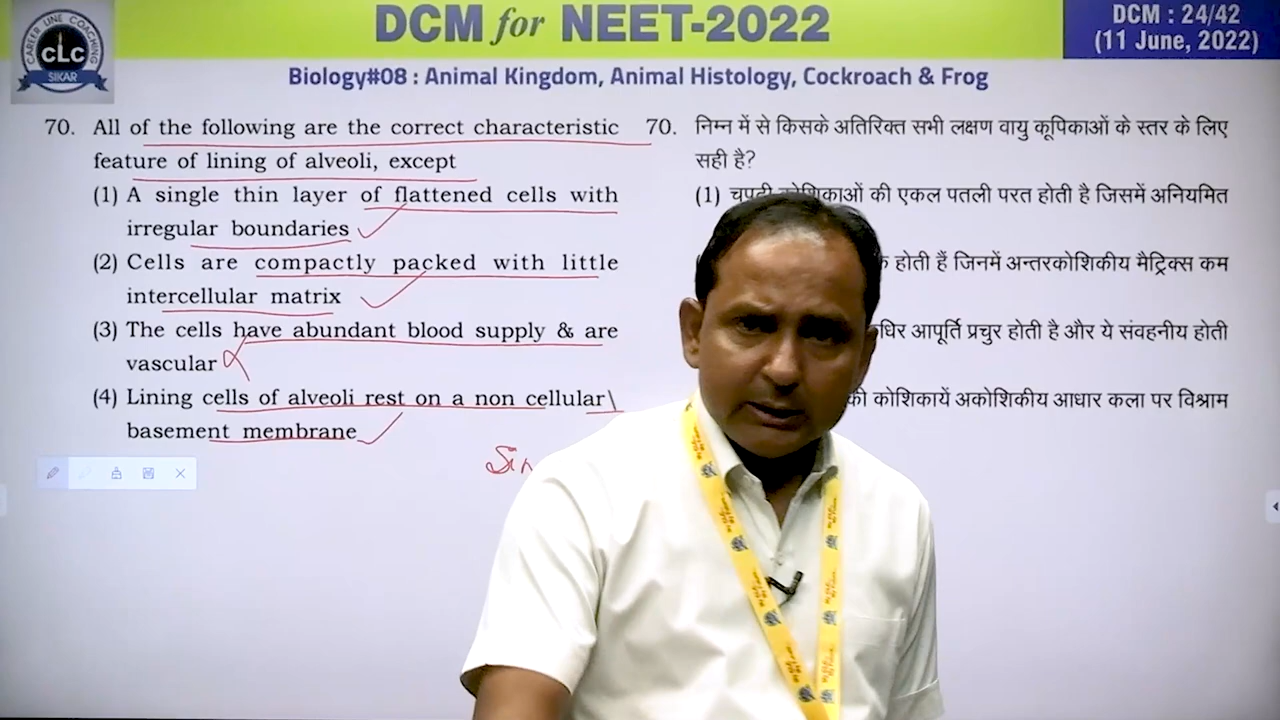 CAREER LINE COACHING
CLC
SIKAR
DCM for NEET-2022
DCM : 24/42
(11 June, 2022)
Biology#08 : Animal Kingdom, Animal Histology, Cockroach & Frog
70. All of the following are the correct characteristic
feature of lining of alveoli, except
(1) A single thin layer of flattened cells with
irregular boundaries
(2) Cells are compactly packed with little
intercellular matrix
(3) The cells have abundant blood supply & are
vascular
(4) Lining cells of alveoli rest on a non cellular
basement membrane
70. निम्न में से किसके अतिरिक्त सभी लक्षण वायु कूपिकाओं के स्तर के लिए
सही है?
(1) चपटी कोशिकाओं की एकल पतली परत होती है जिसमें अनियमित
होती हैं जिनमें अन्तरकोशिकीय मैट्रिक्स कम
आपूर्ति प्रचुर होती है और ये संवहनीय होती
की कोशिकायें अकोशिकीय आधार कला पर विश्राम